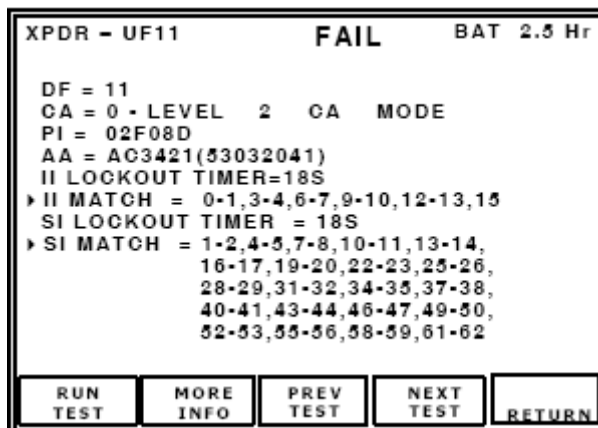 XPDR – UF11 FAIL BAT 2.5 Hr
DF = 11
CA = 0 - LEVEL 2 CA MODE
PI = 02F08D
AA = AC3421(53032041)
II LOCKOUT TIMER=18S
▸ II MATCH = 0-1,3-4,6-7,9-10,12-13,15
SI LOCKOUT TIMER = 18S
▸ SI MATCH = 1-2,4-5,7-8,10-11,13-14,
16-17,19-20,22-23,25-26,
28-29,31-32,34-35,37-38,
40-41,43-44,46-47,49-50,
52-53,55-56,58-59,61-62
RUN TEST
MORE INFO
PREV TEST
NEXT TEST
RETURN